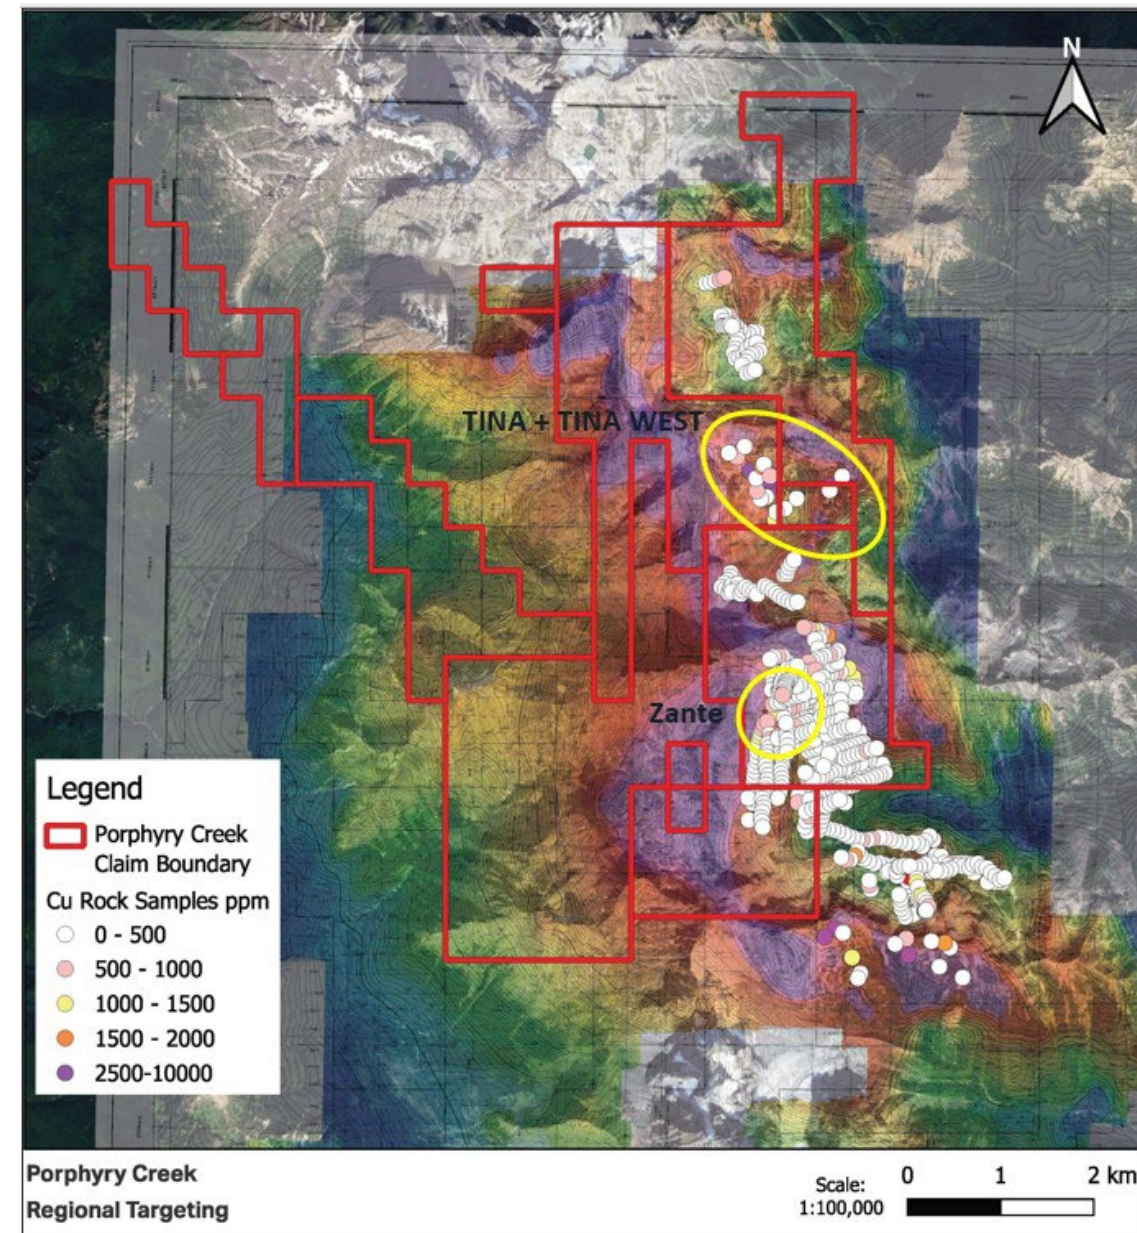 N
TINA + TINA WEST
Zante
Legend
Porphyry Creek
Claim Boundary
Cu Rock Samples ppm
0 - 500
500 - 1000
1000 - 1500
1500 - 2000
2500-10000
Porphyry Creek
Regional Targeting
Scale:
1:100,000
0 1 2 km